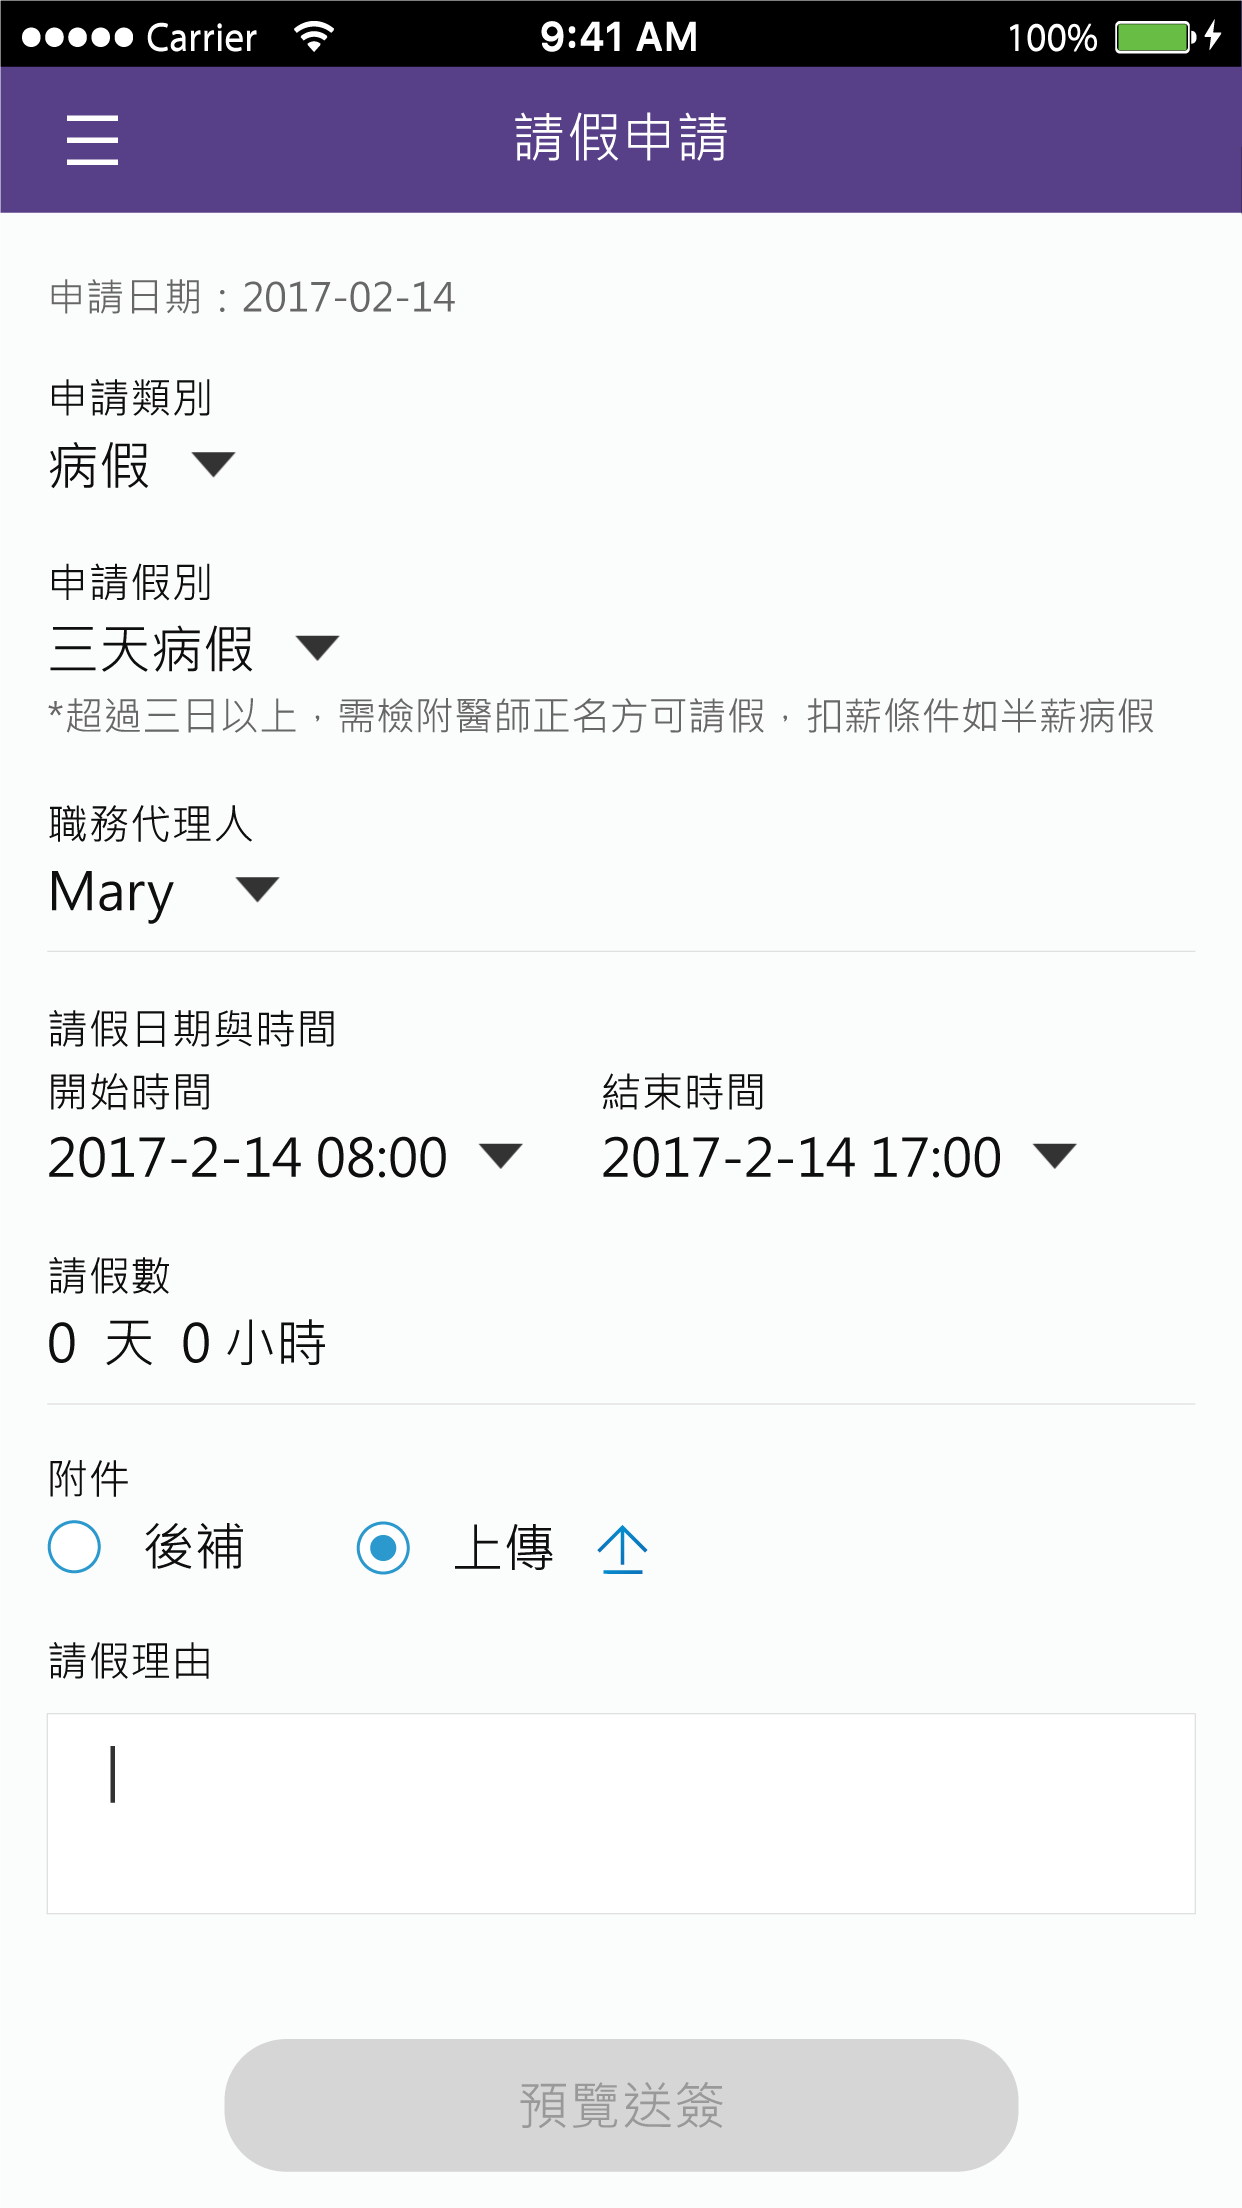 Carrier 9:41 AM 100%
請假申請
申請日期：2017-02-14
申請類別
病假
申請假別
三天病假
*超過三日以上，需檢附醫師正名方可請假，扣薪條件如半薪病假
職務代理人
Mary
請假日期與時間
開始時間 結束時間
2017-2-14 08:00 2017-2-14 17:00
請假數
0 天 0 小時
附件
後補 上傳
請假理由
預覽送簽